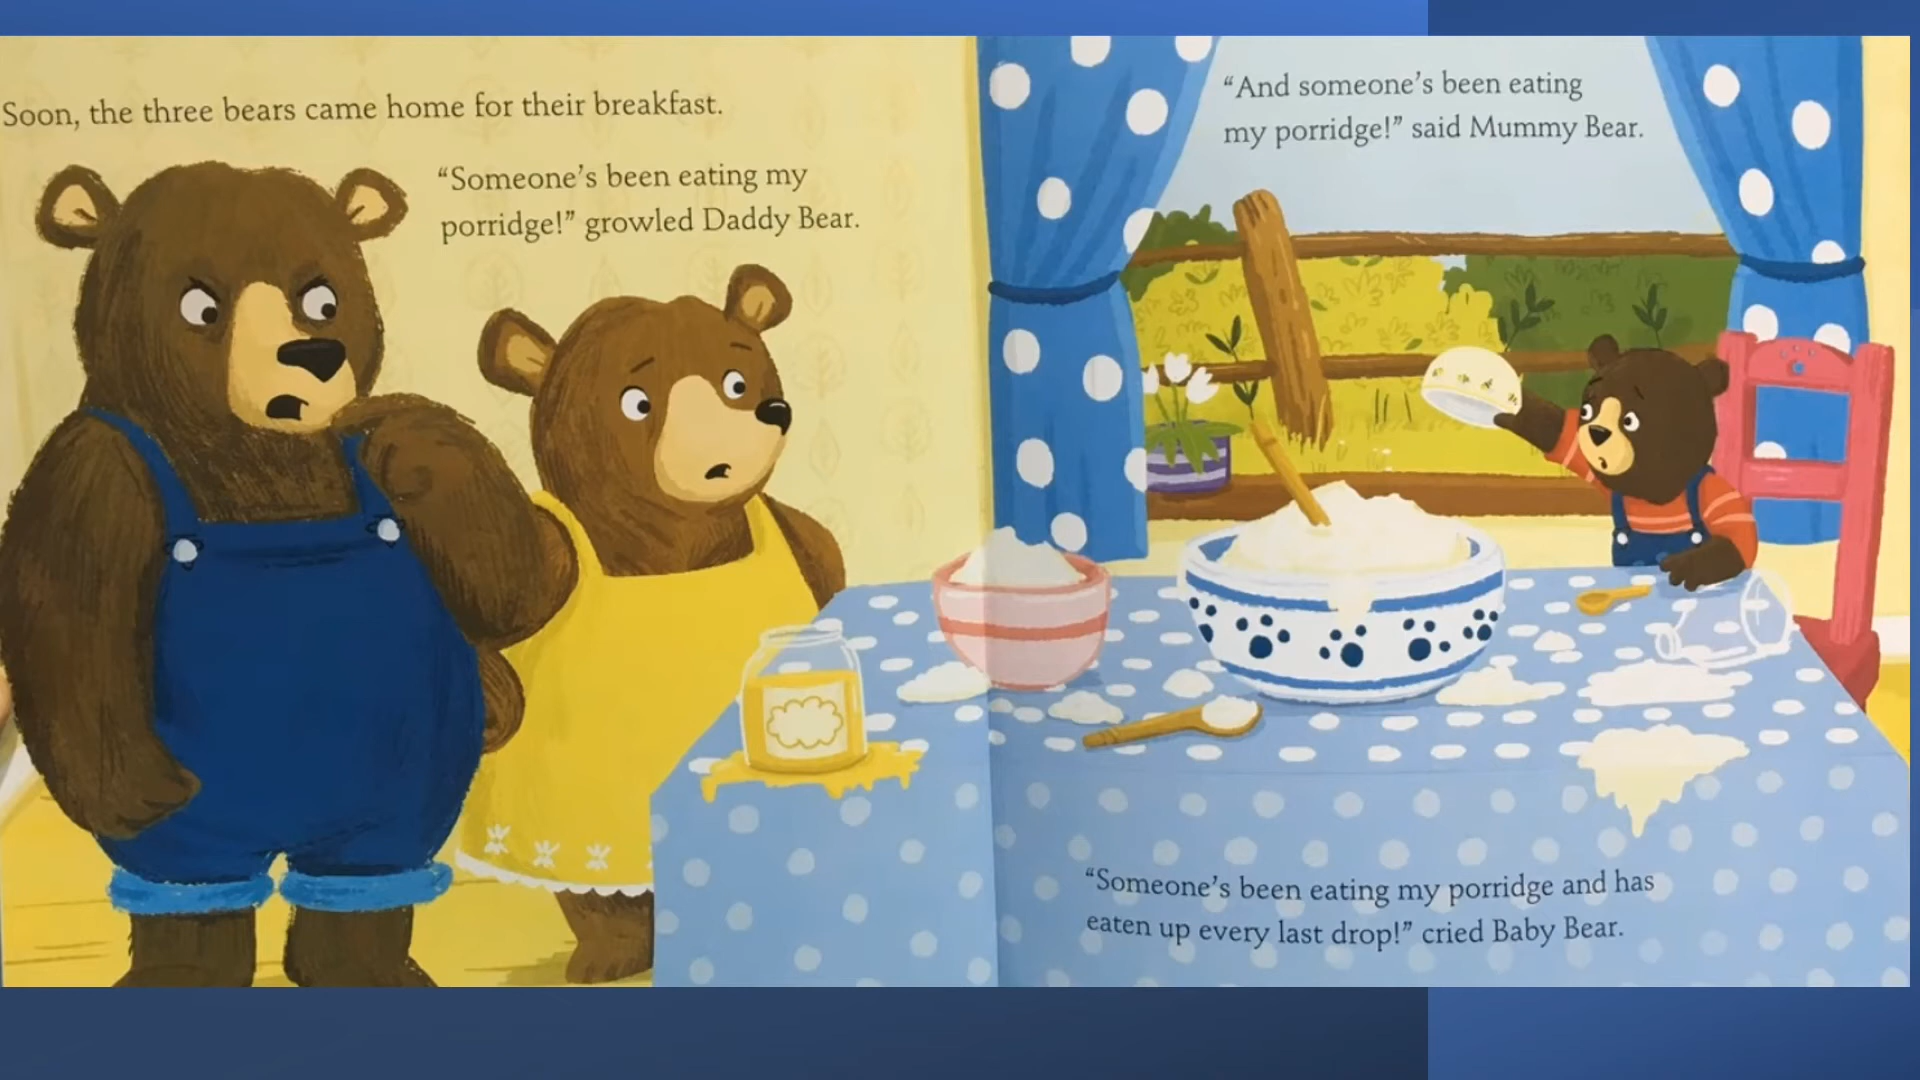 Soon, the three bears came home for their breakfast.
“Someone’s been eating my
porridge!” growled Daddy Bear.
“And someone’s been eating
my porridge!” said Mummy Bear.
“Someone’s been eating my porridge and has
eaten up every last drop!” cried Baby Bear.